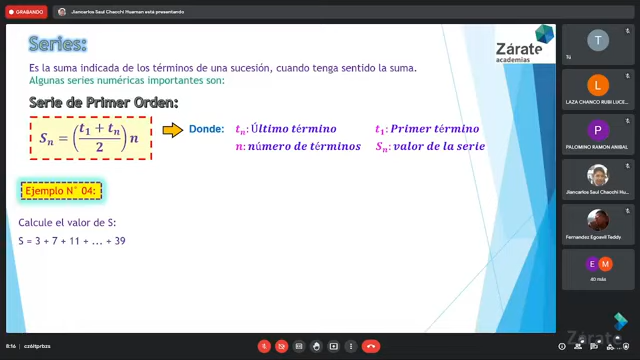 GRABANDO
Jiancarlos Saul Chaochi Huaman está presentando
Series:
Zárate
academias
Es la suma indicada de los términos de una sucesión, cuando tenga sentido la suma.
Algunas series numéricas importantes son:
Serie de Primer Orden:
Sₙ = ((t₁ + tₙ)/2) n
Donde: tₙ: Último término t₁: Primer término
n: número de términos Sₙ: valor de la serie
Ejemplo N° 04:
Calcule el valor de S:
S = 3 + 7 + 11 + ... + 39
T
Tú
L
LAZA CHANCO RUBI LUCE...
P
PALOMINO RAMON ANIBAL
Jiancarlos Saul Chaochi Hua...
Fernandez Egoavil Teddy
E M
40 más
8:16
Zárate